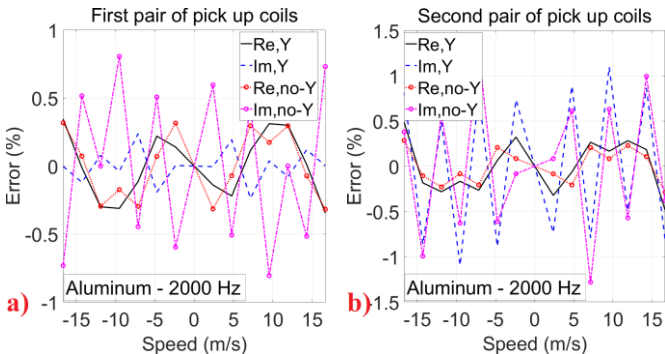 First pair of pick up coils
1
0.5
0
-0.5
-1
Error (%)
Re,Y
Im,Y
Re,no-Y
Im,no-Y
Aluminum - 2000 Hz
a)
-15 -10 -5 0 5 10 15
Speed (m/s)
Second pair of pick up coils
1.5
1
0.5
0
-0.5
-1
1.5
Error (%)
Re,Y
Im,Y
Re,no-Y
Im,no-Y
Aluminum - 2000 Hz
b)
-15 -10 -5 0 5 10 15
Speed (m/s)